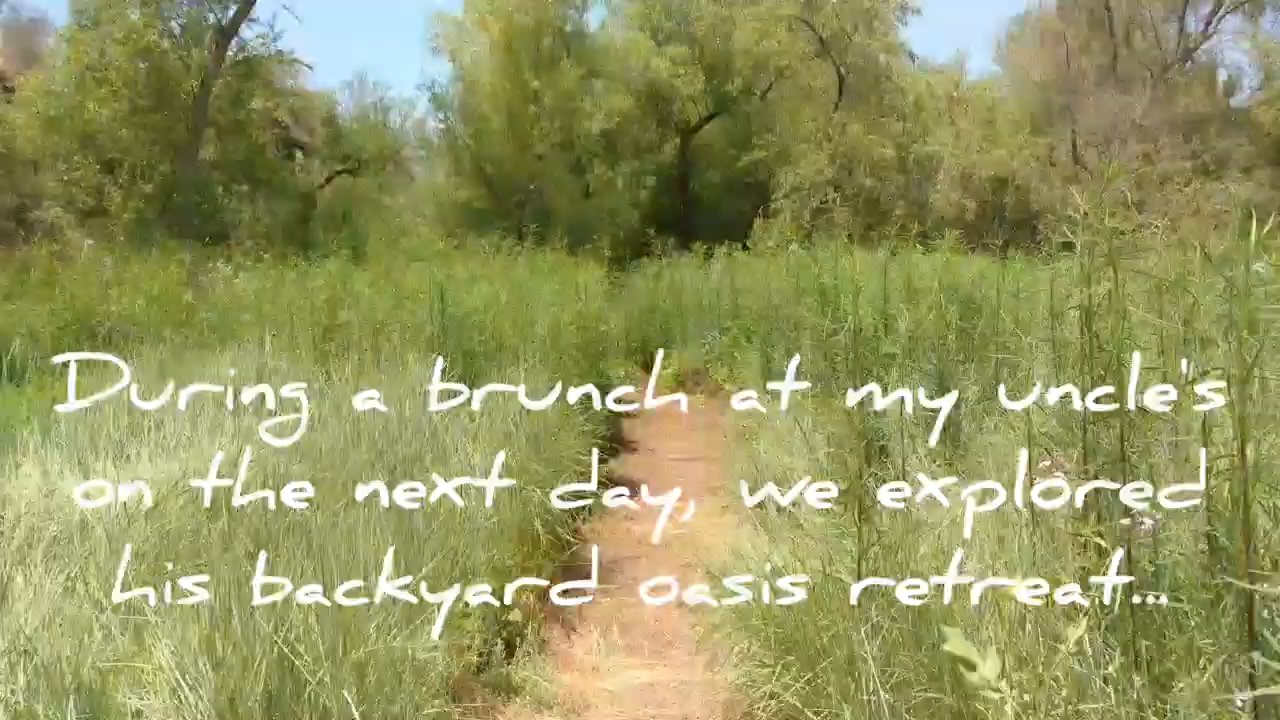 During a brunch at my uncle's
on the next day, we explored
his backyard oasis retreat...